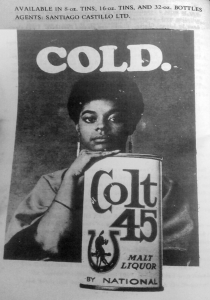 AVAILABLE IN 8-oz. TINS, 16-oz. TINS, AND 32-oz. BOTTLES
AGENTS: SANTIAGO CASTILLO LTD.
COLD.
Colt
45
MALT
LIQUOR
BY NATIONAL